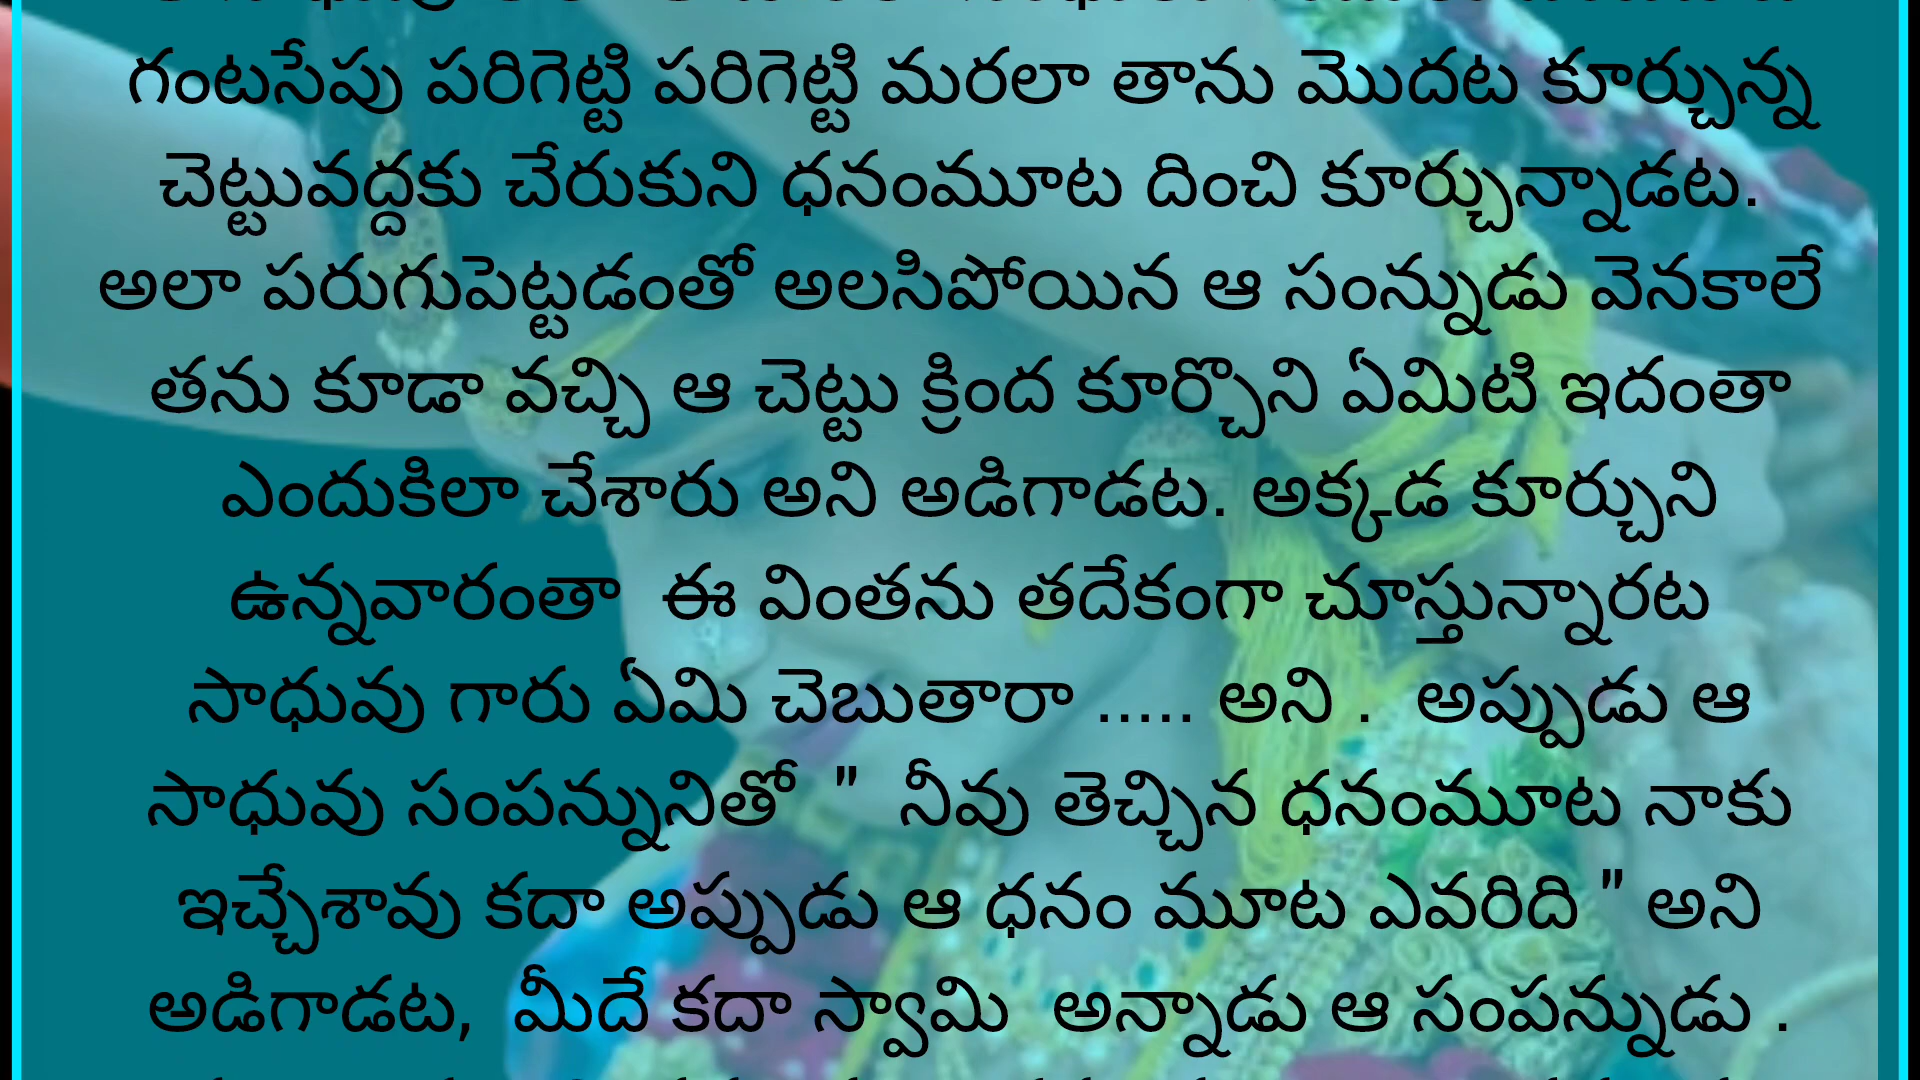 గంటసేపు పరిగెట్టి పరిగెట్టి మరలా తాను మొదట కూర్చున్న
చెట్టువద్దకు చేరుకుని ధనంమూట దించి కూర్చున్నాడట.
అలా పరుగుపెట్టడంతో అలసిపోయిన ఆ సంన్నుడు వెనకాలే
తను కూడా వచ్చి ఆ చెట్టు క్రింద కూర్చొని ఏమిటి ఇదంతా
ఎందుకిలా చేశారు అని అడిగాడట. అక్కడ కూర్చుని
ఉన్నవారంతా  ఈ వింతను తదేకంగా చూస్తున్నారట
సాధువు గారు ఏమి చెబుతారా ..... అని .  అప్పుడు ఆ
సాధువు సంపన్నునితో  "  నీవు తెచ్చిన ధనంమూట నాకు
ఇచ్చేశావు కదా అప్పుడు ఆ ధనం మూట ఎవరిది " అని
అడిగాడట,  మీదే కదా స్వామి  అన్నాడు ఆ సంపన్నుడు .